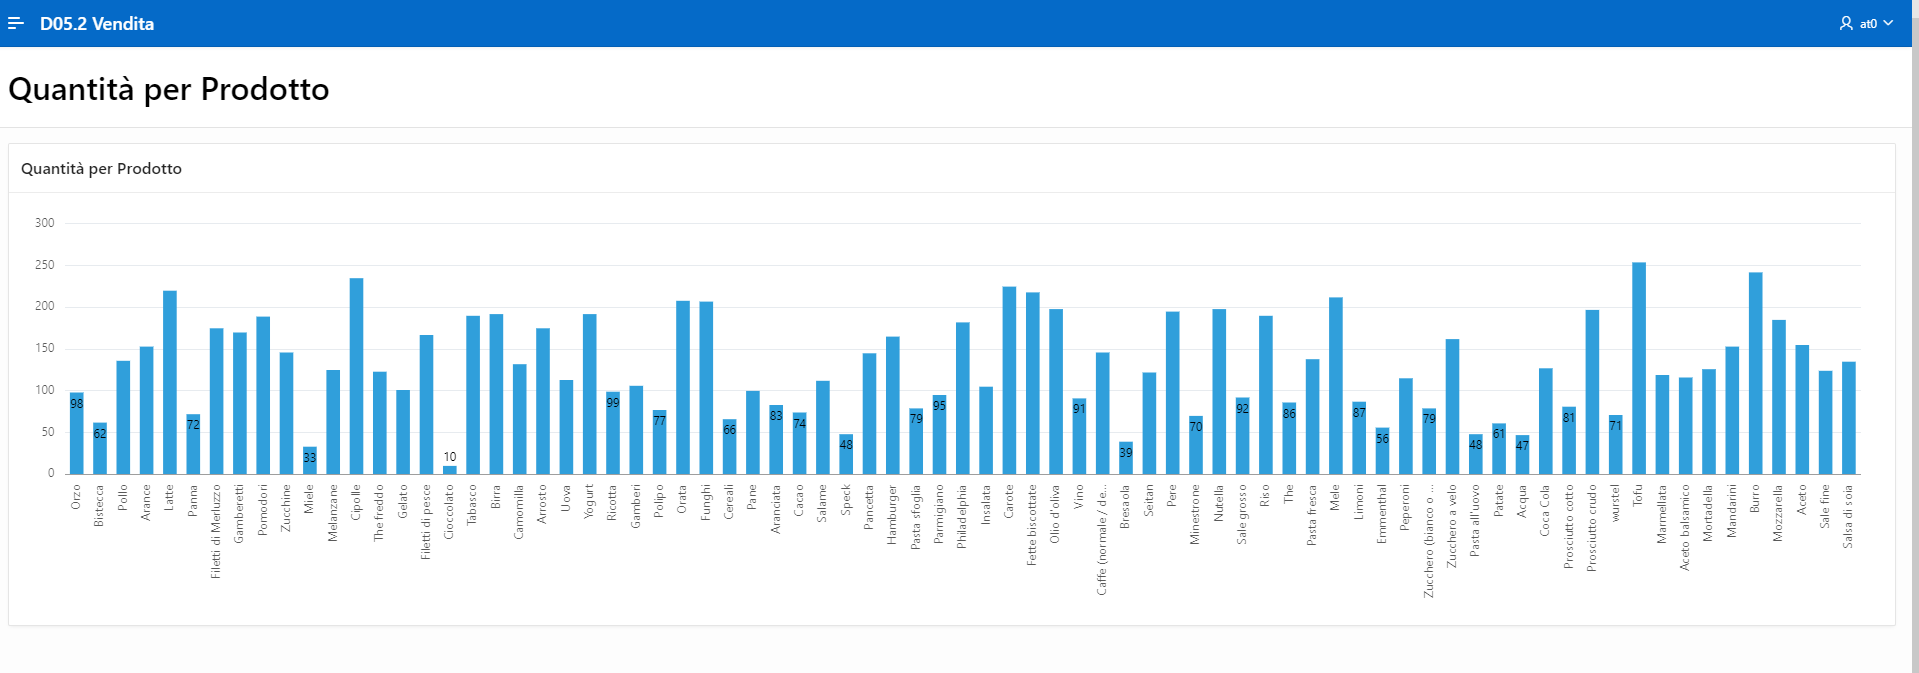 D05.2 Vendita
at0
Quantità per Prodotto
Quantità per Prodotto
300
250
200
150
100
50
0
98
62
72
33
10
99
77
66
83
74
48
79
95
91
39
70
92
86
87
56
79
48
61
47
81
71
Orzo
Bistecca
Pollo
Arance
Latte
Panna
Filetti di Merluzzo
Gamberetti
Pomodori
Zucchine
Miele
Melanzane
Cipolle
The freddo
Gelato
Filetti di pesce
Cioccolato
Tabasco
Birra
Camomilla
Arrosto
Uova
Yogurt
Ricotta
Gamberi
Polipo
Orata
Funghi
Cereali
Pane
Aranciata
Cacao
Salame
Speck
Pancetta
Hamburger
Pasta sfoglia
Parmigiano
Philadelphia
Insalata
Carote
Fette biscottate
Olio d'oliva
Vino
Caffe (normale / de...
Bresaola
Seitan
Pere
Minestrone
Nutella
Sale grosso
Riso
The
Pasta fresca
Mele
Limoni
Emmenthal
Peperoni
Zucchero (bianco o ...
Zucchero a velo
Pasta all'uovo
Patate
Acqua
Coca Cola
Prosciutto cotto
Prosciutto crudo
wurstel
Tofu
Marmellata
Aceto balsamico
Mortadella
Mandarini
Burro
Mozzarella
Aceto
Sale fine
Salsa di soia